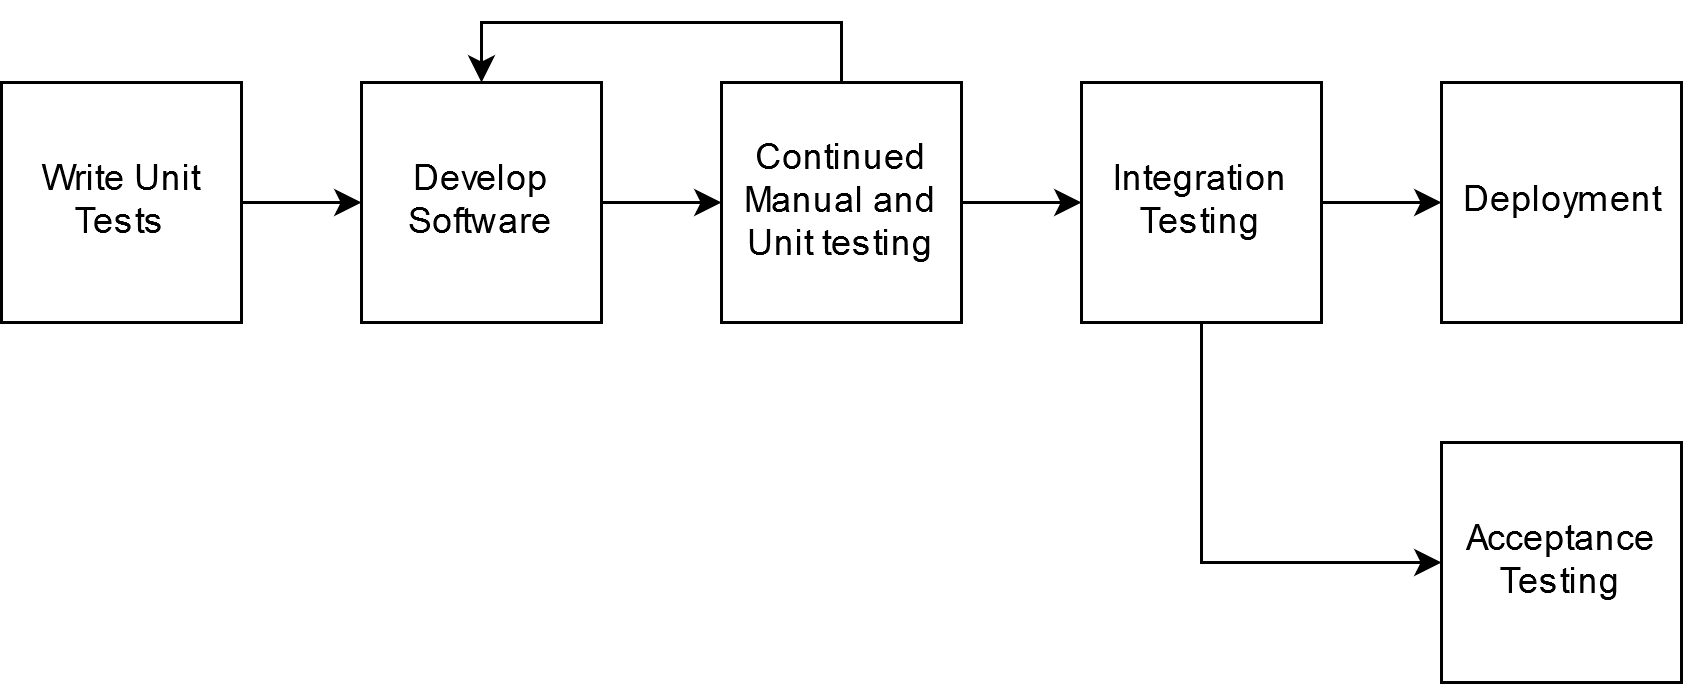 Write Unit
Tests
Develop
Software
Continued
Manual and
Unit testing
Integration
Testing
Deployment
Acceptance
Testing